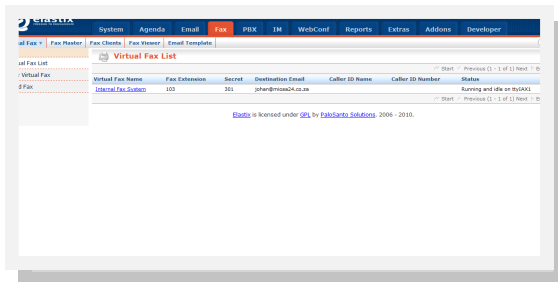 elastix
System Agenda Email Fax PBX IM WebConf Reports Extras Addons Developer
ual Fax Fax Master Fax Clients Fax Viewer Email Template
Virtual Fax List
ual Fax List
Virtual Fax
d Fax
Start Previous (1 - 1 of 1) Next
Virtual Fax Name Fax Extension Secret Destination Email Caller ID Name Caller ID Number Status
Internal Fax System 103 301 Running and idle on ttyIAX1
Start Previous (1 - 1 of 1) Next
Elastix is licensed under GPL by PaloSanto Solutions. 2006 - 2010.